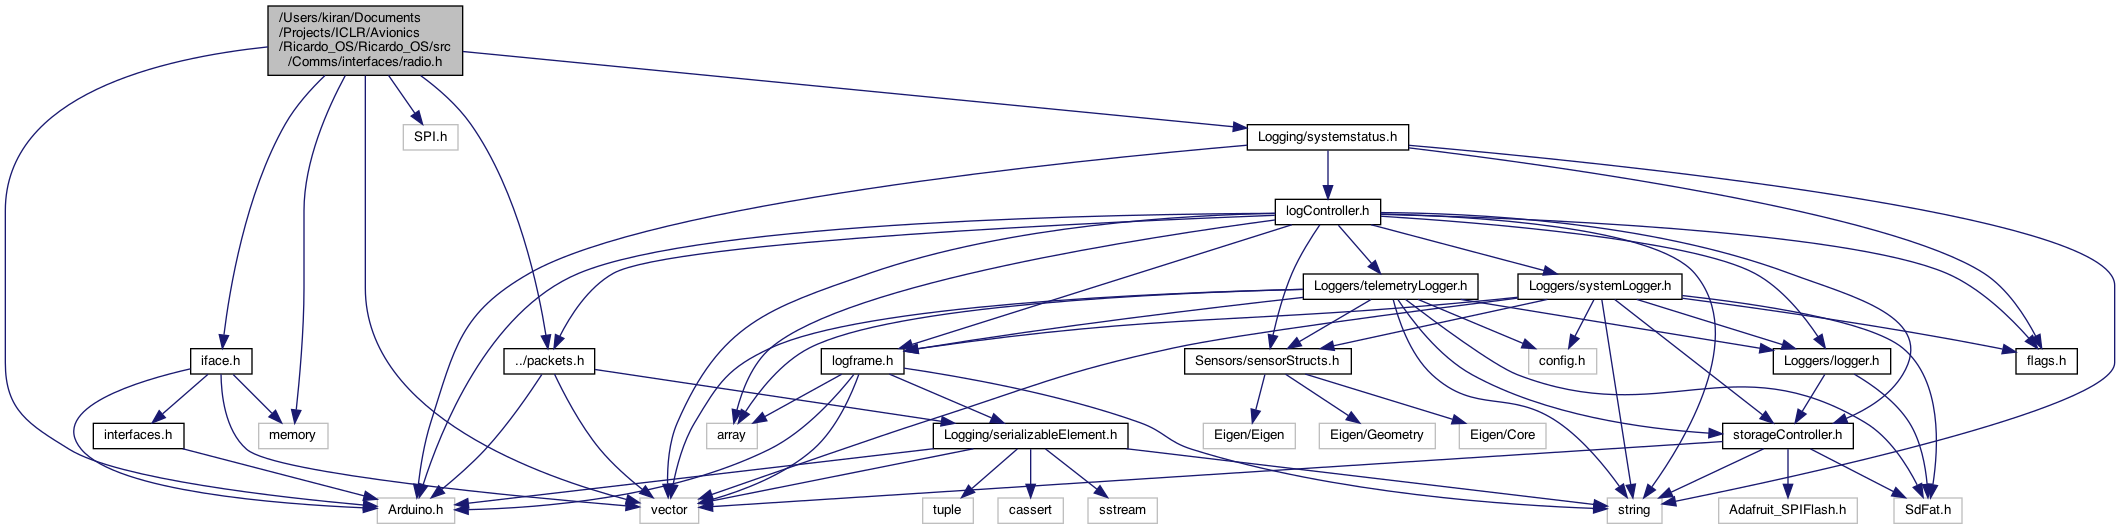 /Users/kiran/Documents
/Projects/ICLR/Avionics
/Ricardo_OS/Ricardo_OS/src
/Comms/interfaces/radio.h
SPI.h
Logging/systemstatus.h
logController.h
Loggers/telemetryLogger.h
Loggers/systemLogger.h
iface.h
../packets.h
logframe.h
Sensors/sensorStructs.h
config.h
Loggers/logger.h
flags.h
interfaces.h
memory
array
Logging/serializableElement.h
Eigen/Eigen
Eigen/Geometry
Eigen/Core
storageController.h
Arduino.h
vector
tuple
cassert
sstream
string
Adafruit_SPIFlash.h
SdFat.h